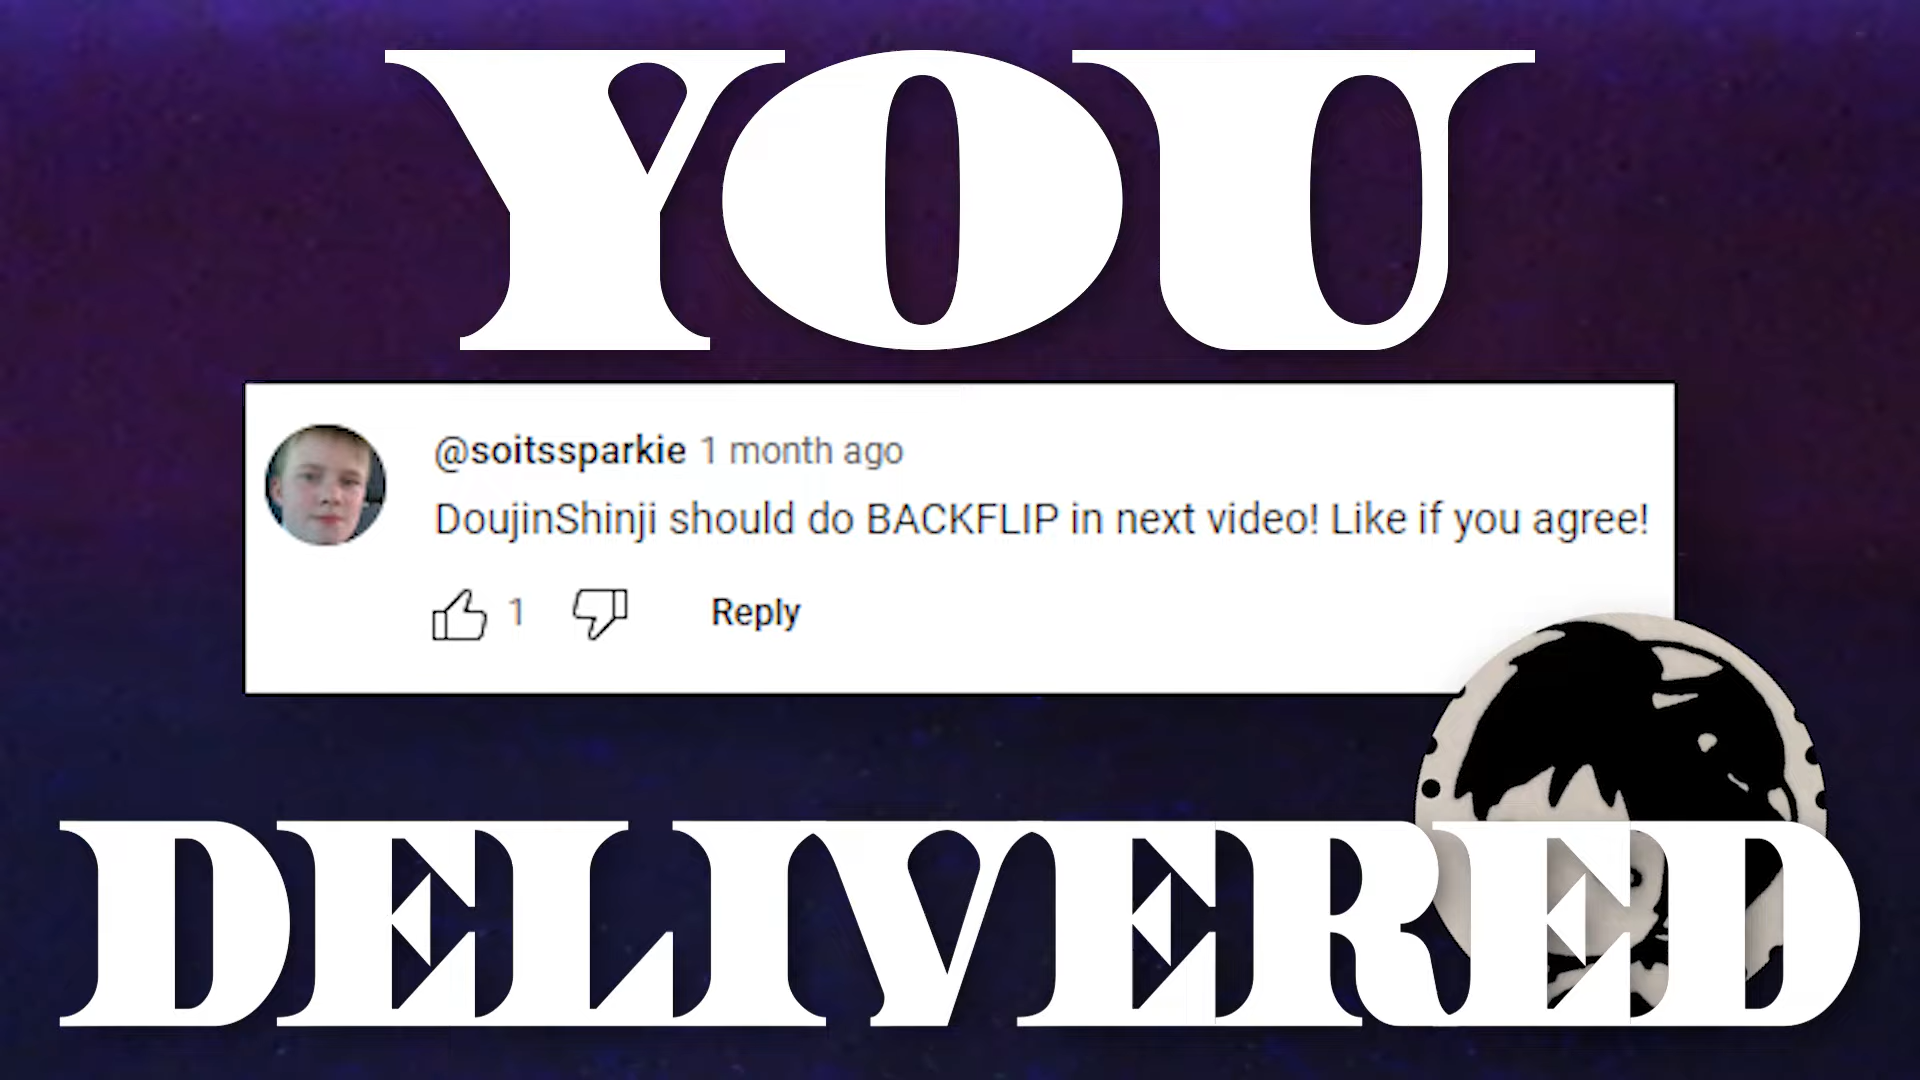 YOU
@soitssparkie 1 month ago
DoujinShinji should do BACKFLIP in next video! Like if you agree!
1 Reply
DELIVERED